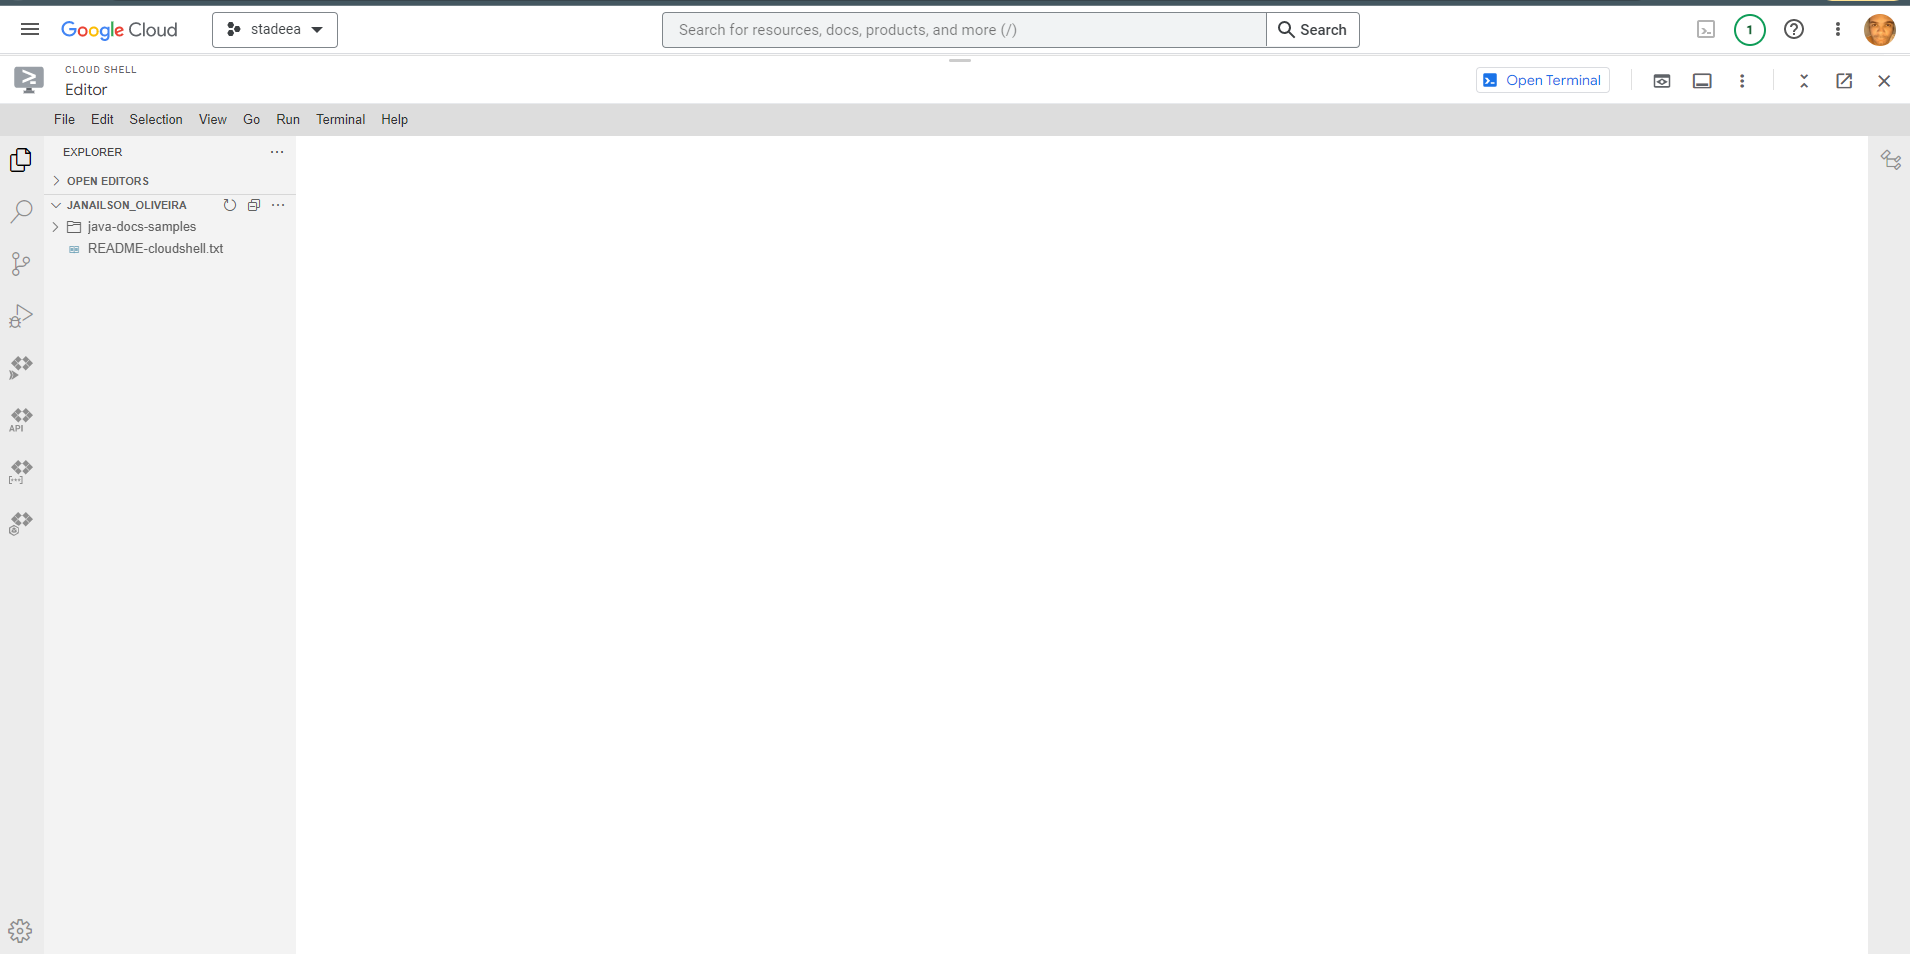 Google Cloud
stadeea
Search for resources, docs, products, and more (/)
Search
1
CLOUD SHELL
Editor
Open Terminal
File Edit Selection View Go Run Terminal Help
EXPLORER
OPEN EDITORS
JANAILSON_OLIVEIRA
java-docs-samples
README-cloudshell.txt
API